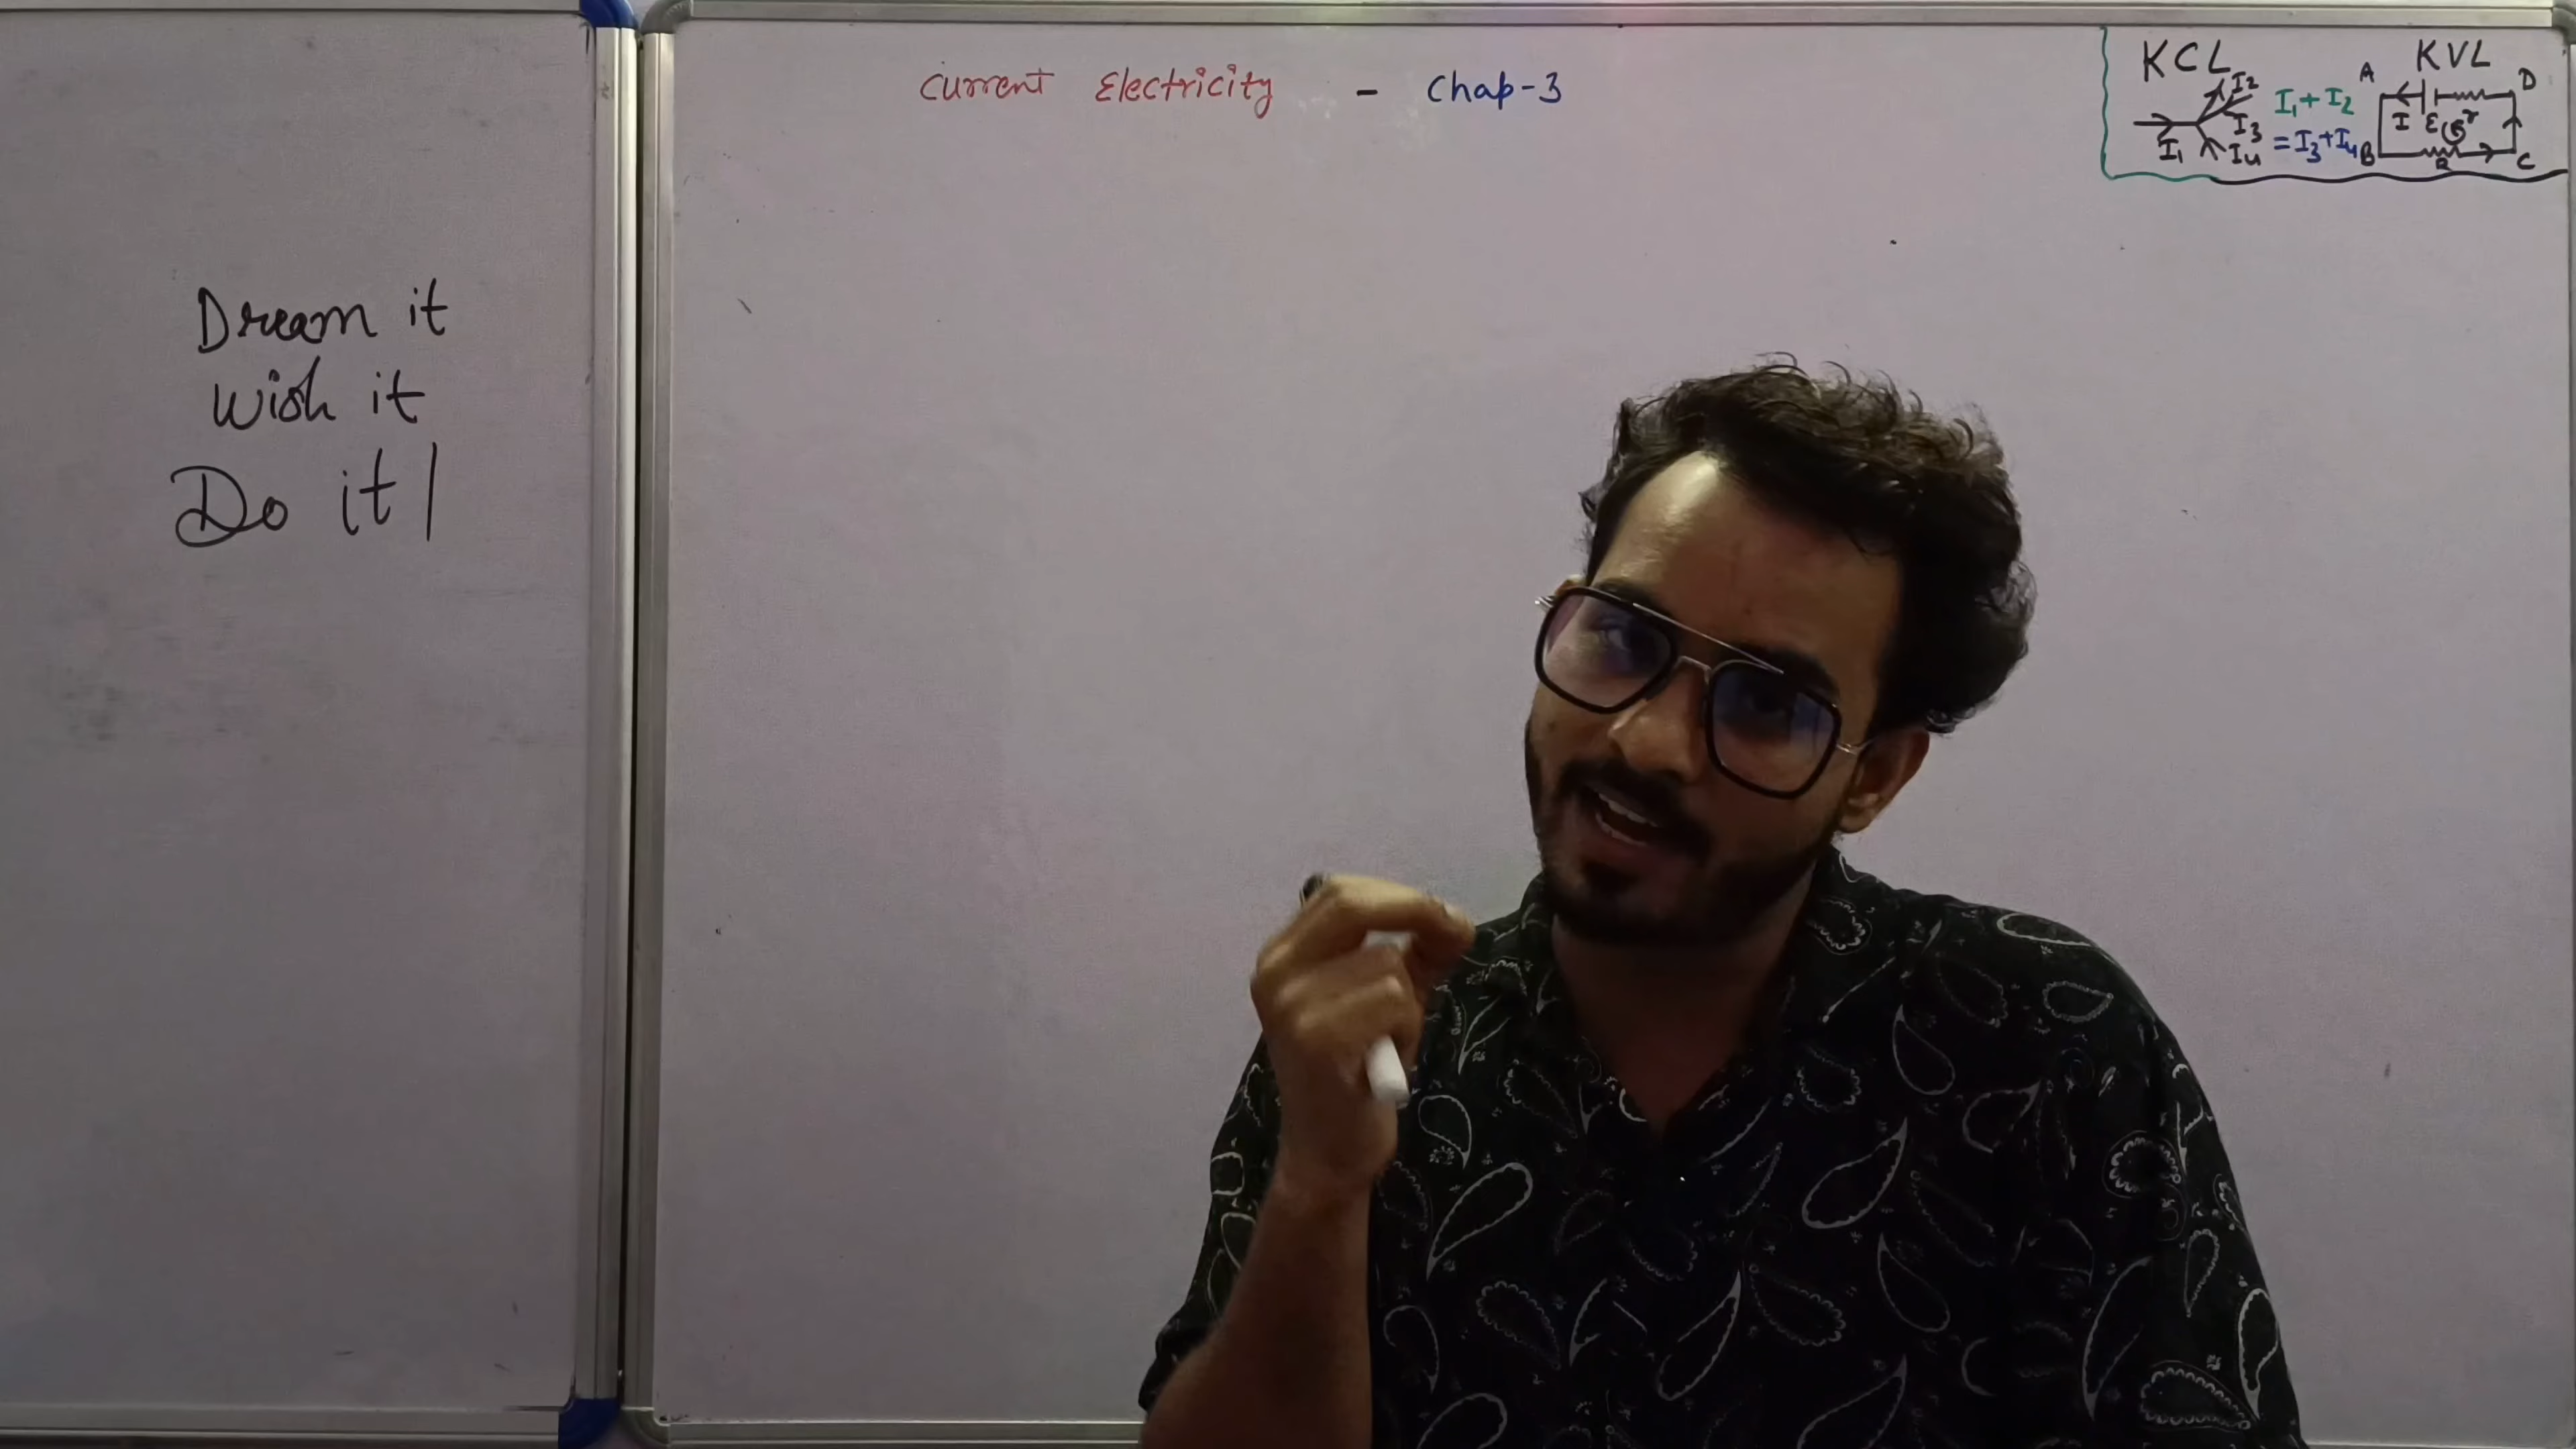 Current Electricity - Chap-3
Dream it
Wish it
Do it!
KCL
I1
I2
I3
I4
I1+I2
=I3+I4
KVL
A
B
C
D
I
E
r
R